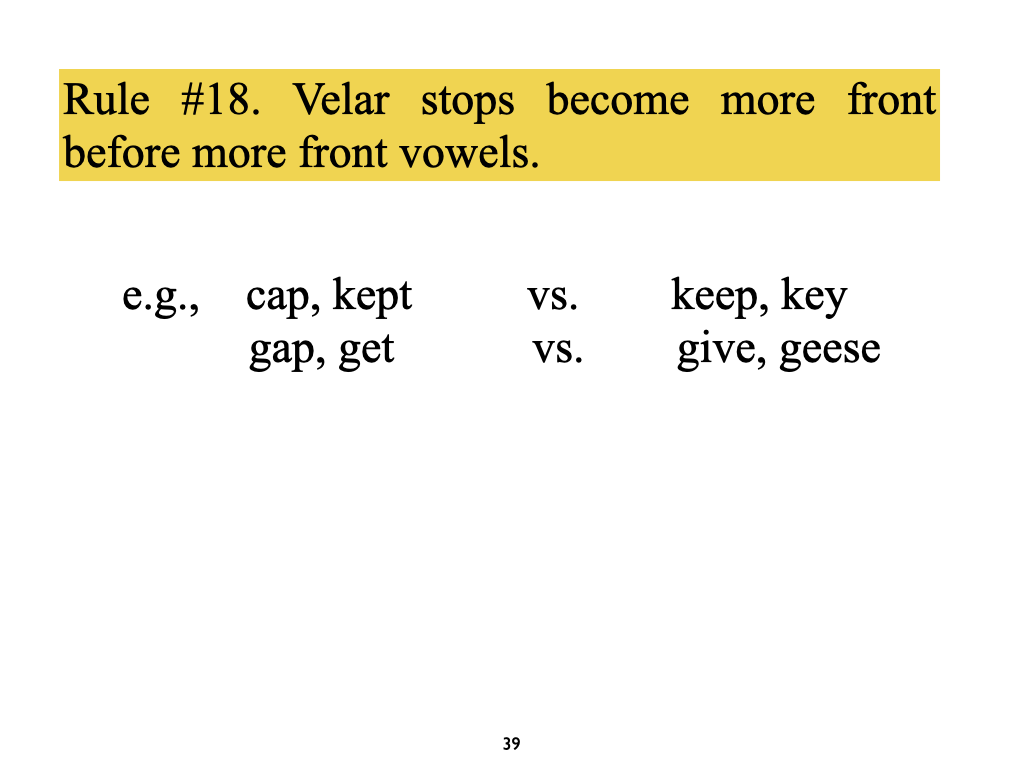 Rule #18. Velar stops become more front
before more front vowels.
e.g., cap, kept vs. keep, key
gap, get vs. give, geese
39